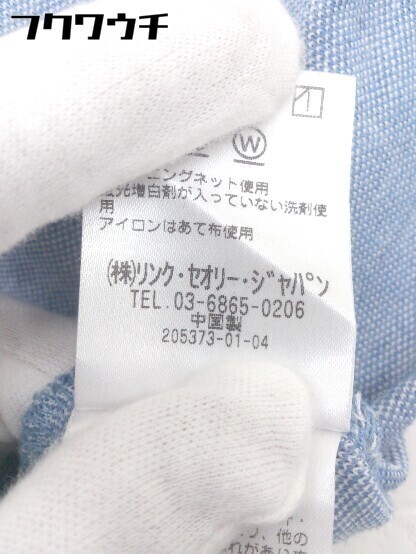 フクワウチ
W
ングネット使用
光増白剤が入っていない洗剤使
用
アイロンはあて布使用
(株)リンク・セオリー・ジャパン
TEL.03-6865-0206
中国製
205373-01-04
、他の